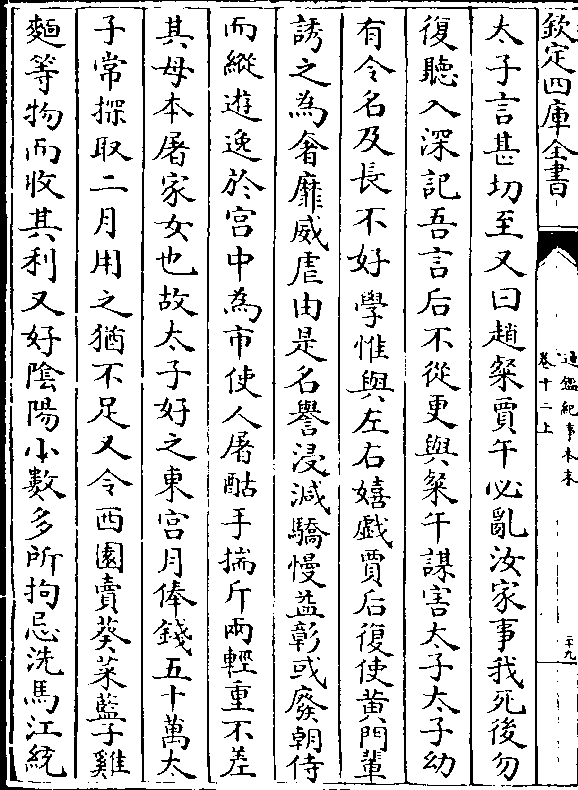 欽定四庫全書
通鑑紀事本末
卷十二上
二十九
太子言甚切至又曰趙粲賈午必亂汝家事我死後勿
復聽入深記吾言后不從更與粲午謀害太子太子幼
有令名及長不好學惟與左右嬉戲賈后復使黄門輩
誘之為奢靡威虐由是名譽浸減驕慢益彰或廢朝侍
而縱遊逸於宫中為市使人屠酤手揣斤兩輕重不差
其母本屠家女也故太子好之東宫月俸錢五十萬太
子常探取二月用之猶不足又令西園賣葵菜藍子雞
麵等物而收其利又好陰陽小數多所拘忌洗馬江統